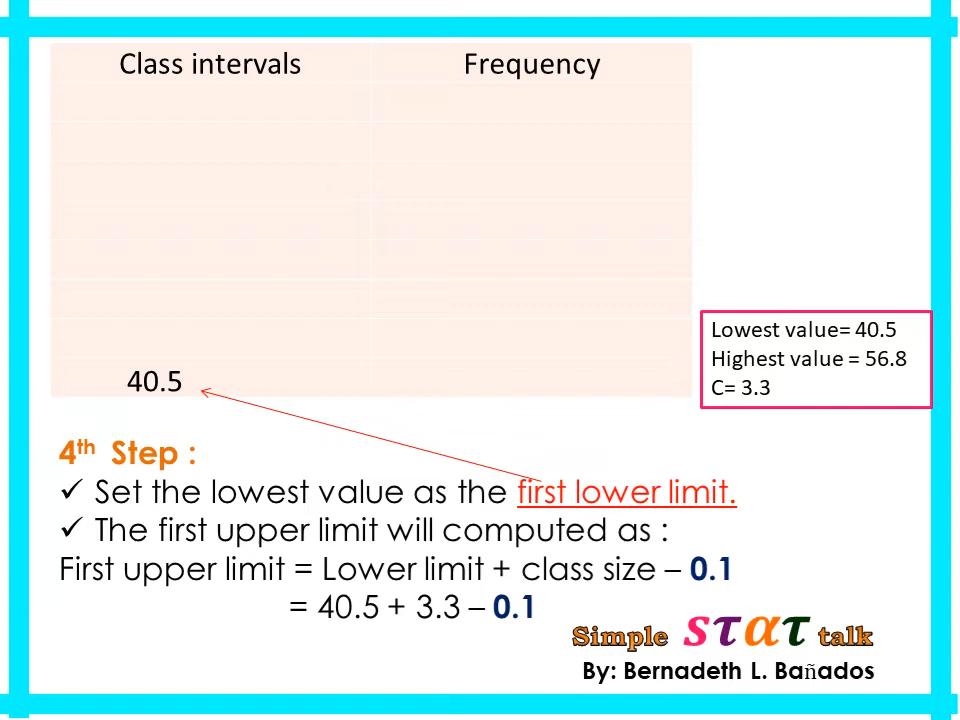 Class intervals Frequency
40.5
Lowest value= 40.5
Highest value = 56.8
C= 3.3
4th Step :
✓ Set the lowest value as the first lower limit.
✓ The first upper limit will computed as :
First upper limit = Lower limit + class size – 0.1
= 40.5 + 3.3 – 0.1
Simple sτατ talk
By: Bernadeth L. Bañados